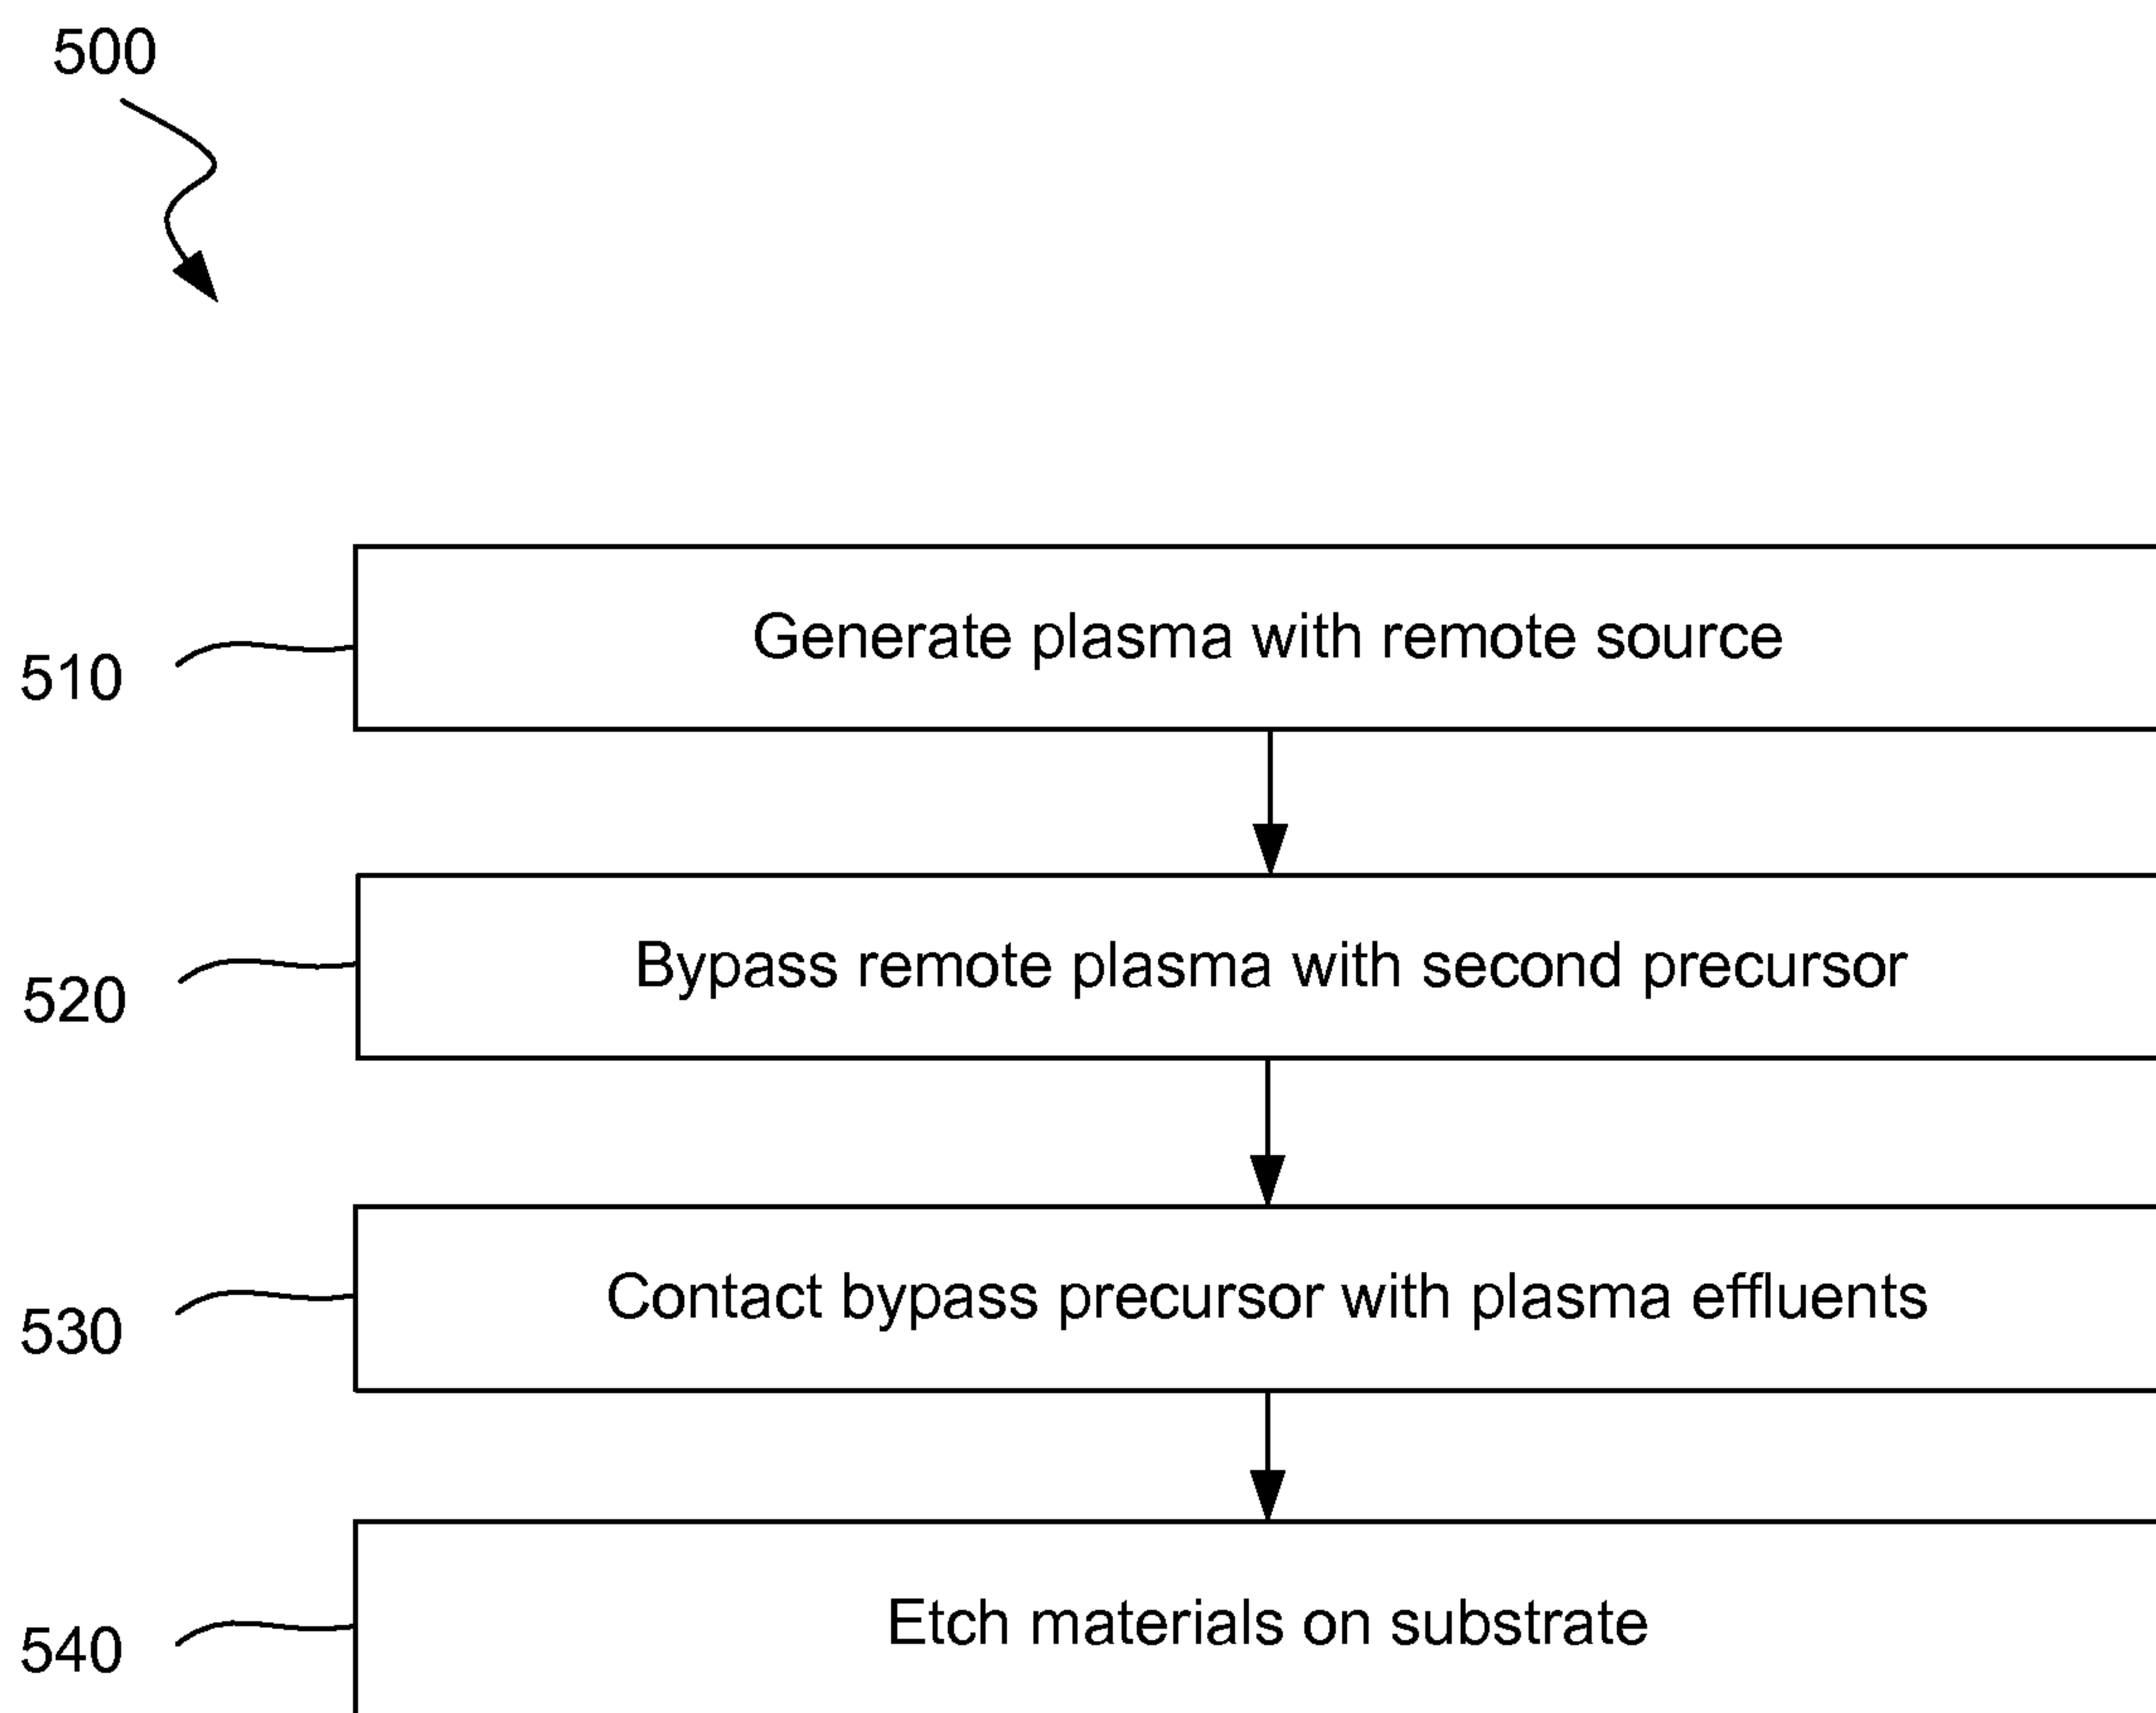 500
510 Generate plasma with remote source
520 Bypass remote plasma with second precursor
530 Contact bypass precursor with plasma effluents
540 Etch materials on substrate